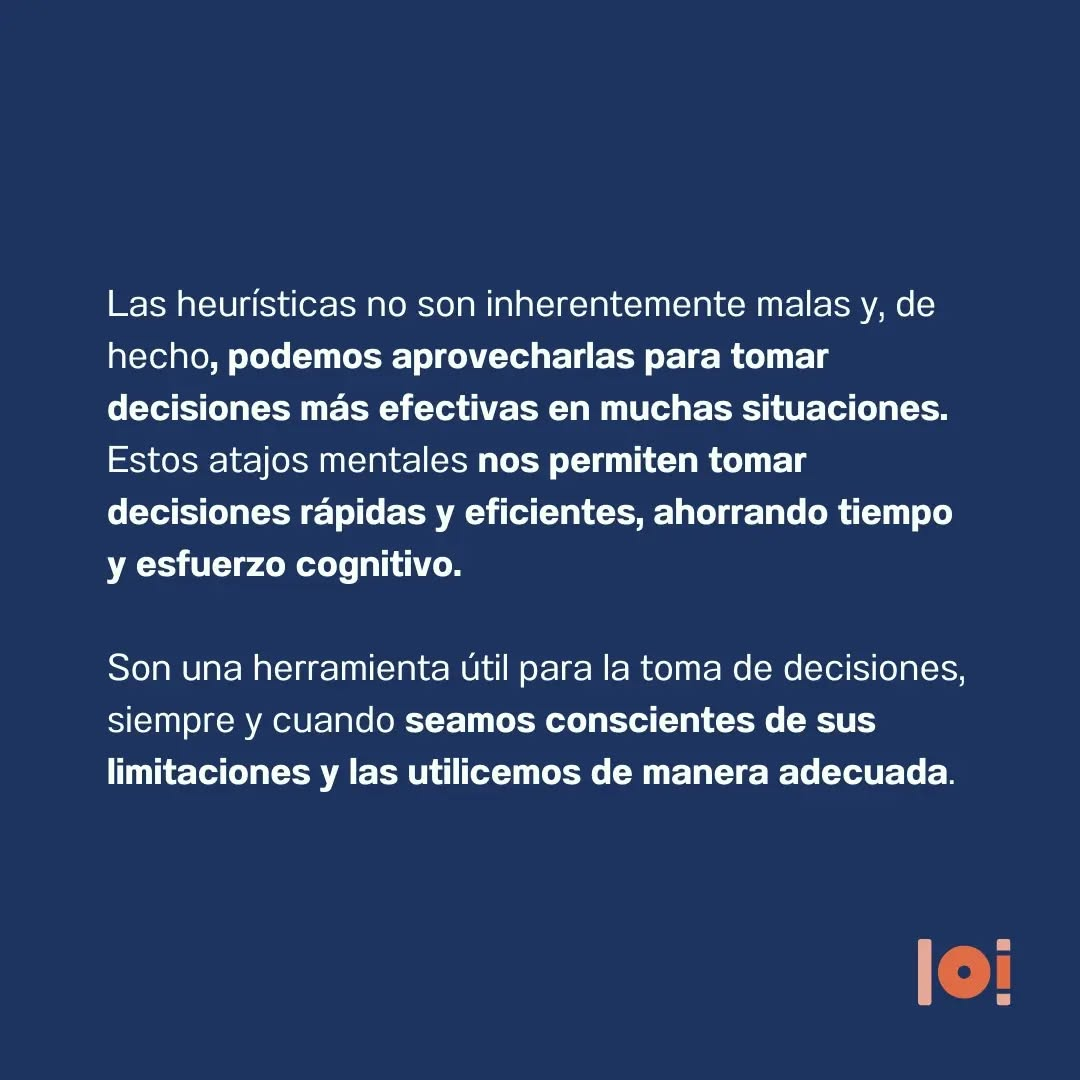 Las heurísticas no son inherentemente malas y, de
hecho, podemos aprovecharlas para tomar
decisiones más efectivas en muchas situaciones.
Estos atajos mentales nos permiten tomar
decisiones rápidas y eficientes, ahorrando tiempo
y esfuerzo cognitivo.
Son una herramienta útil para la toma de decisiones,
siempre y cuando seamos conscientes de sus
limitaciones y las utilicemos de manera adecuada.
loi